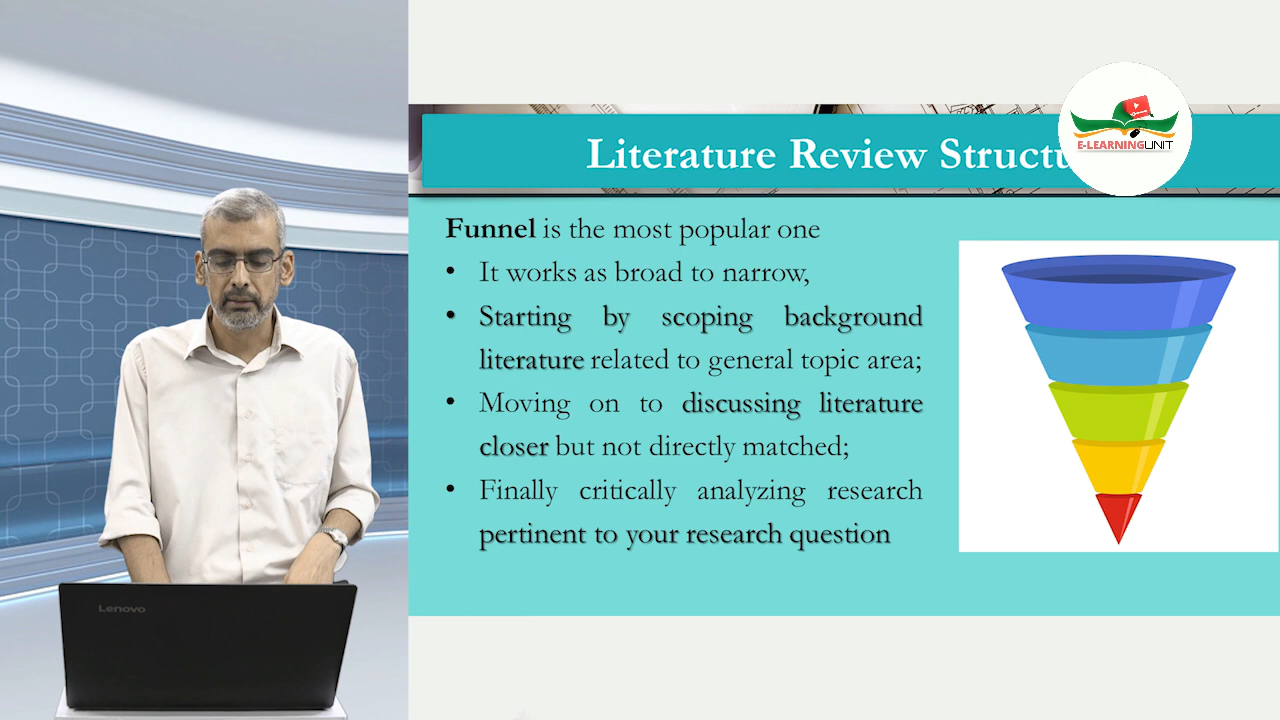 Literature Review Struct
E-LEARNINGUNIT
Funnel is the most popular one
• It works as broad to narrow,
• Starting by scoping background
literature related to general topic area;
• Moving on to discussing literature
closer but not directly matched;
• Finally critically analyzing research
pertinent to your research question
Lenovo